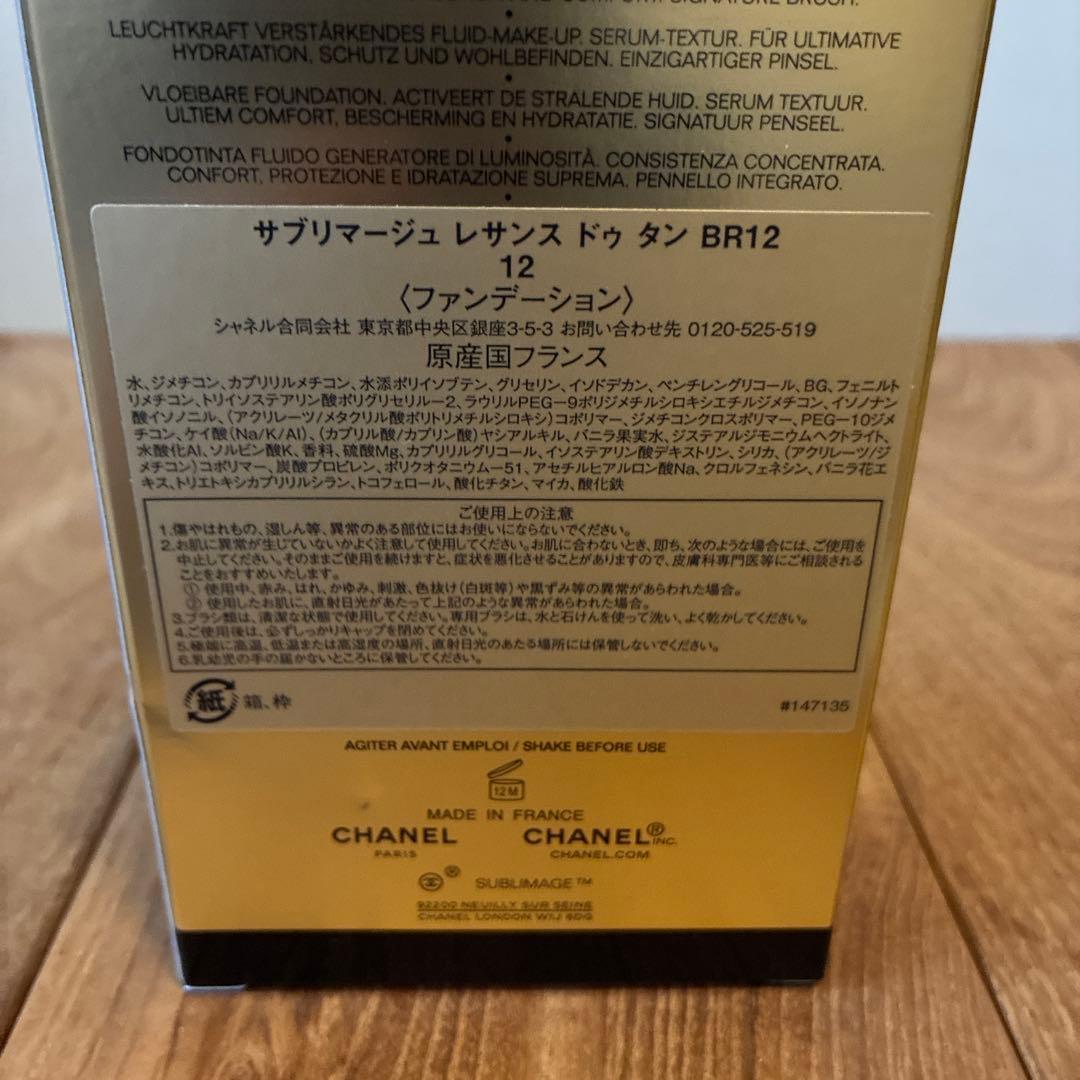 COMFORT. SIGNATURE BRUSH.
LEUCHTKRAFT VERSTÄRKENDES FLUID-MAKE-UP. SERUM-TEXTUR. FÜR ULTIMATIVE
HYDRATATION, SCHUTZ UND WOHLBEFINDEN. EINZIGARTIGER PINSEL.
•
VLOEIBARE FOUNDATION. ACTIVEERT DE STRALENDE HUID. SERUM TEXTUUR.
ULTIEM COMFORT, BESCHERMING EN HYDRATATIE. SIGNATUUR PENSEEL.
•
FONDOTINTA FLUIDO GENERATORE DI LUMINOSITÀ. CONSISTENZA CONCENTRATA.
CONFORT, PROTEZIONE E IDRATAZIONE SUPREMA. PENNELLO INTEGRATO.
サブリマージュ レサンス ドゥ タン BR12
12
〈ファンデーション〉
シャネル合同会社 東京都中央区銀座3-5-3 お問い合わせ先 0120-525-519
原産国フランス
水、ジメチコン、カプリリルメチコン、水添ポリイソブテン、グリセリン、イソドデカン、ペンチレングリコール、BG、フェニルト
リメチコン、トリイソステアリン酸ポリグリセリル－2、ラウリルPEG－9ポリジメチルシロキシエチルジメチコン、イソノナン
酸イソノニル、（アクリレーツ/メタクリル酸ポリトリメチルシロキシ）コポリマー、ジメチコンクロスポリマー、PEG－10ジメ
チコン、ケイ酸（Na/K/Al）、（カプリル酸/カプリン酸）ヤシアルキル、バニラ果実水、ジステアルジモニウムヘクトライト、
水酸化Al、ソルビン酸K、香料、硫酸Mg、カプリルグリコール、イソステアリン酸デキストリン、シリカ、（アクリレーツ/ジ
メチコン）コポリマー、炭酸プロピレン、ポリクオタニウム－51、アセチルヒアルロン酸Na、クロルフェネシン、バニラ花エ
キス、トリエトキシカプリリルシラン、トコフェロール、酸化チタン、マイカ、酸化鉄
ご使用上の注意
1.傷やはれもの、湿しん等、異常のある部位にはお使いにならないでください。
2.お肌に異常が生じていないかよく注意して使用してください。お肌に合わないとき、即ち、次のような場合には、ご使用を
中止してください。そのままご使用を続けますと、症状を悪化させることがありますので、皮膚科専門医等にご相談される
ことをおすすめいたします。
① 使用中、赤み、はれ、かゆみ、刺激、色抜け（白斑等）や黒ずみ等の異常があらわれた場合。
② 使用したお肌に、直射日光があたって上記のような異常があらわれた場合。
3.ブラシ類は、清潔な状態で使用してください。専用ブラシは、水と石けんを使って洗い、よく乾かしてください。
4.ご使用後は、必ずしっかりキャップを閉めてください。
5.極端に高温、低温または高湿度の場所、直射日光のあたる場所には保管しないでください。
6.乳幼児の手の届かないところに保管してください。
紙 箱、枠
#147135
AGITER AVANT EMPLOI / SHAKE BEFORE USE
12 M
MADE IN FRANCE
CHANEL CHANEL® INC.
PARIS CHANEL.COM
® SUBLIMAGE™
92200 NEUILLY SUR SEINE
CHANEL LONDON W1J 6DG